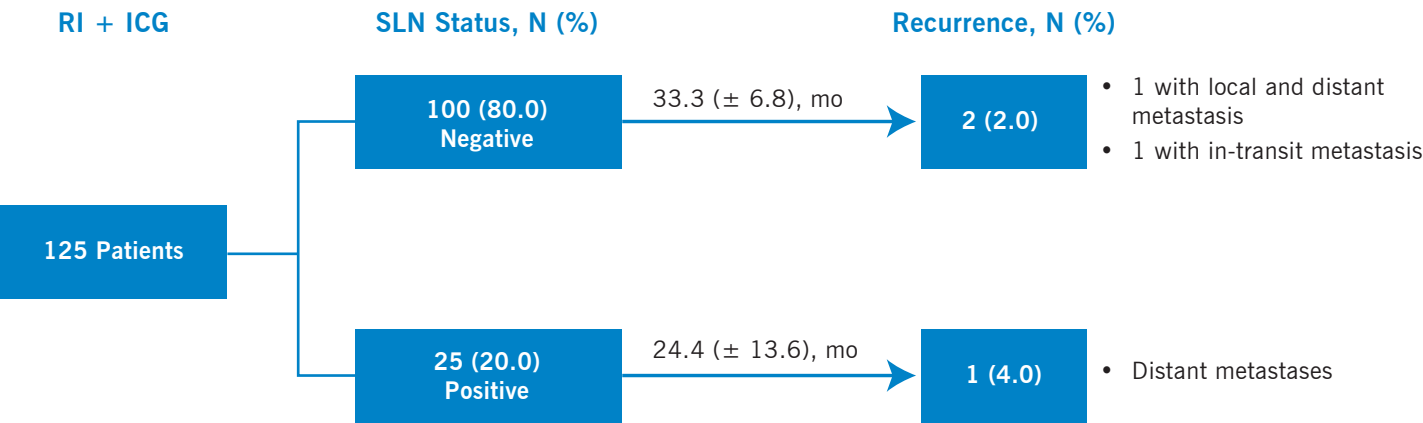 RI + ICG
SLN Status, N (%)
Recurrence, N (%)
125 Patients
100 (80.0)
Negative
33.3 (± 6.8), mo
2 (2.0)
• 1 with local and distant
metastasis
• 1 with in-transit metastasis
25 (20.0)
Positive
24.4 (± 13.6), mo
1 (4.0)
• Distant metastases